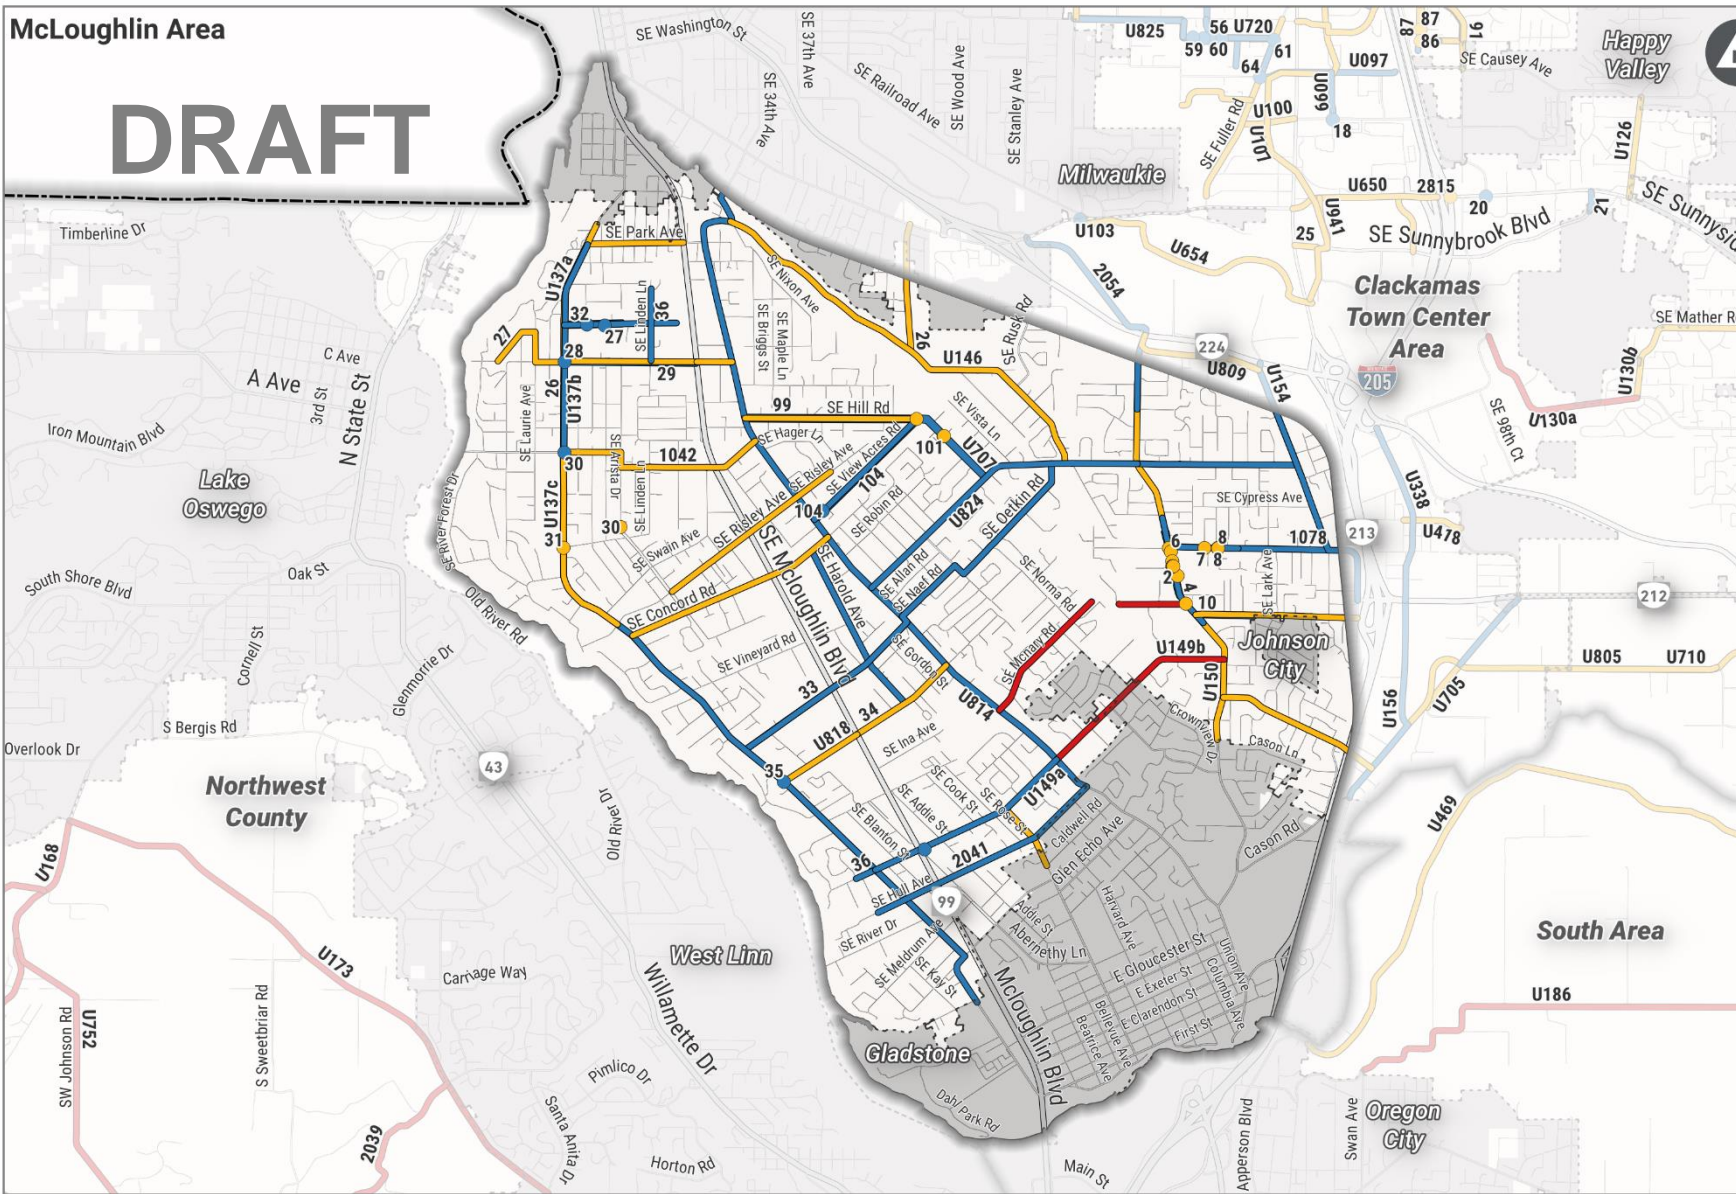 McLoughlin Area
DRAFT
SE Washington St
SE 37th Ave
SE 34th Ave
SE Railroad Ave
SE Wood Ave
SE Stanley Ave
Milwaukie
U825
56
U720
59
60
61
64
U097
U099
18
U100
U107
SE Fuller Rd
87
87
86
91
SE Causey Ave
Happy
Valley
U126
U650
2815
20
21
U941
25
SE Sunnybrook Blvd
U103
U654
2054
224
U809
Clackamas
Town Center
Area
205
SE Mather R
U130b
U130a
SE 98th Ct
U154
U338
U478
213
212
1078
U156
U705
U805
U710
U469
South Area
U186
Oregon
City
Swan Ave
Apperson Blvd
Main St
Timberline Dr
C Ave
A Ave
3rd St
N State St
Iron Mountain Blvd
Lake
Oswego
South Shore Blvd
Oak St
Cornell St
Glenmorrie Dr
S Bergis Rd
Overlook Dr
Northwest
County
43
Old River Dr
Old River Rd
SE River Forest Dr
U168
U173
U752
SW Johnson Rd
S Sweetbriar Rd
Carriage Way
West Linn
Willamette Dr
Pimlico Dr
Santa Anita Dr
Horton Rd
2039
SE Park Ave
U137a
32
27
SE Linden Ln
36
27
28
29
26
U137b
SE Laurie Ave
30
1042
SE Arista Dr
SE Linden Ln
U137c
31
30
SE Swain Ave
SE Nixon Ave
SE Briggs St
SE Maple Ln
26
U146
SE Rusk Rd
99
SE Hill Rd
SE Vista Ln
101
U707
SE Hager Ln
SE Risley Ave
SE View Acres Rd
104
104
SE Risley Ave
SE Robin Rd
U824
SE Oetkin Rd
SE Concord Rd
SE Mcloughlin Blvd
SE Harold Ave
SE Allan Rd
SE Naef Rd
SE Norma Rd
SE Cypress Ave
6
8
7
8
2
4
10
SE Lark Ave
Johnson
City
SE Vineyard Rd
33
SE Gordon St
SE Mcnary Rd
U149b
U150
U818
34
U814
SE Ina Ave
Crownview Dr
Cason Ln
35
SE Cook St
SE Rose St
U149a
SE Addie St
SE Blanton St
2041
36
SE Hull Ave
Caldwell Rd
Glen Echo Ave
Cason Rd
99
SE River Dr
SE Meldrum Ave
SE Kay St
Addie St
Abernethy Ln
Harvard Ave
E Gloucester St
E Exeter St
E Clarendon St
First St
Union Ave
Columbia Ave
Bellevue Ave
Beatrice Ave
Mcloughlin Blvd
Gladstone
Dahl Park Rd